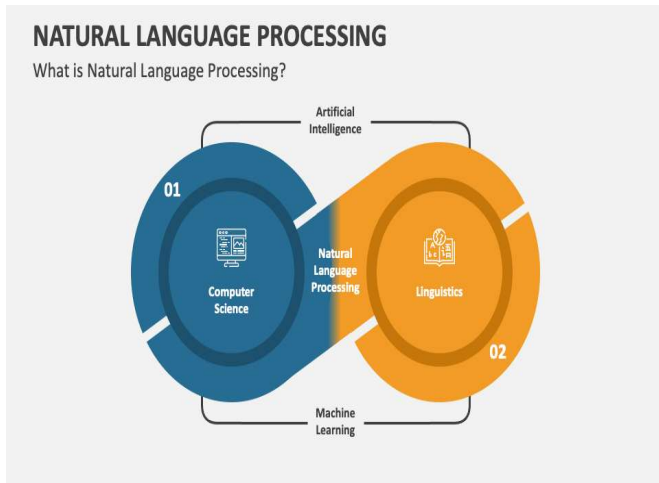 NATURAL LANGUAGE PROCESSING
What is Natural Language Processing?
Artificial
Intelligence
01
Computer
Science
Natural
Language
Processing
Linguistics
02
Machine
Learning